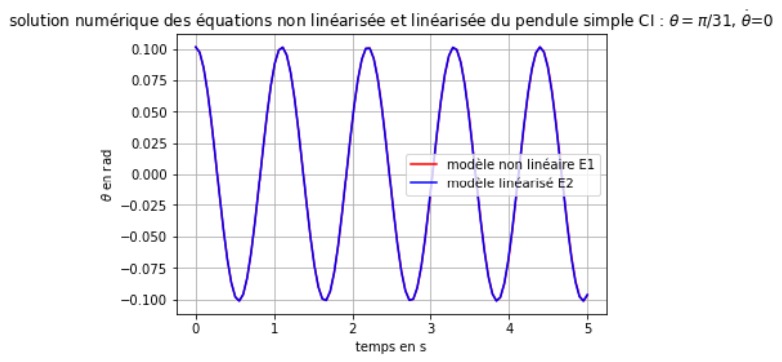 solution numérique des équations non linéarisée et linéarisée du pendule simple CI : θ = π/31, θ̇=0
0.100
0.075
0.050
0.025
0.000
−0.025
−0.050
−0.075
−0.100
θ en rad
modèle non linéaire E1
modèle linéarisé E2
0 1 2 3 4 5
temps en s